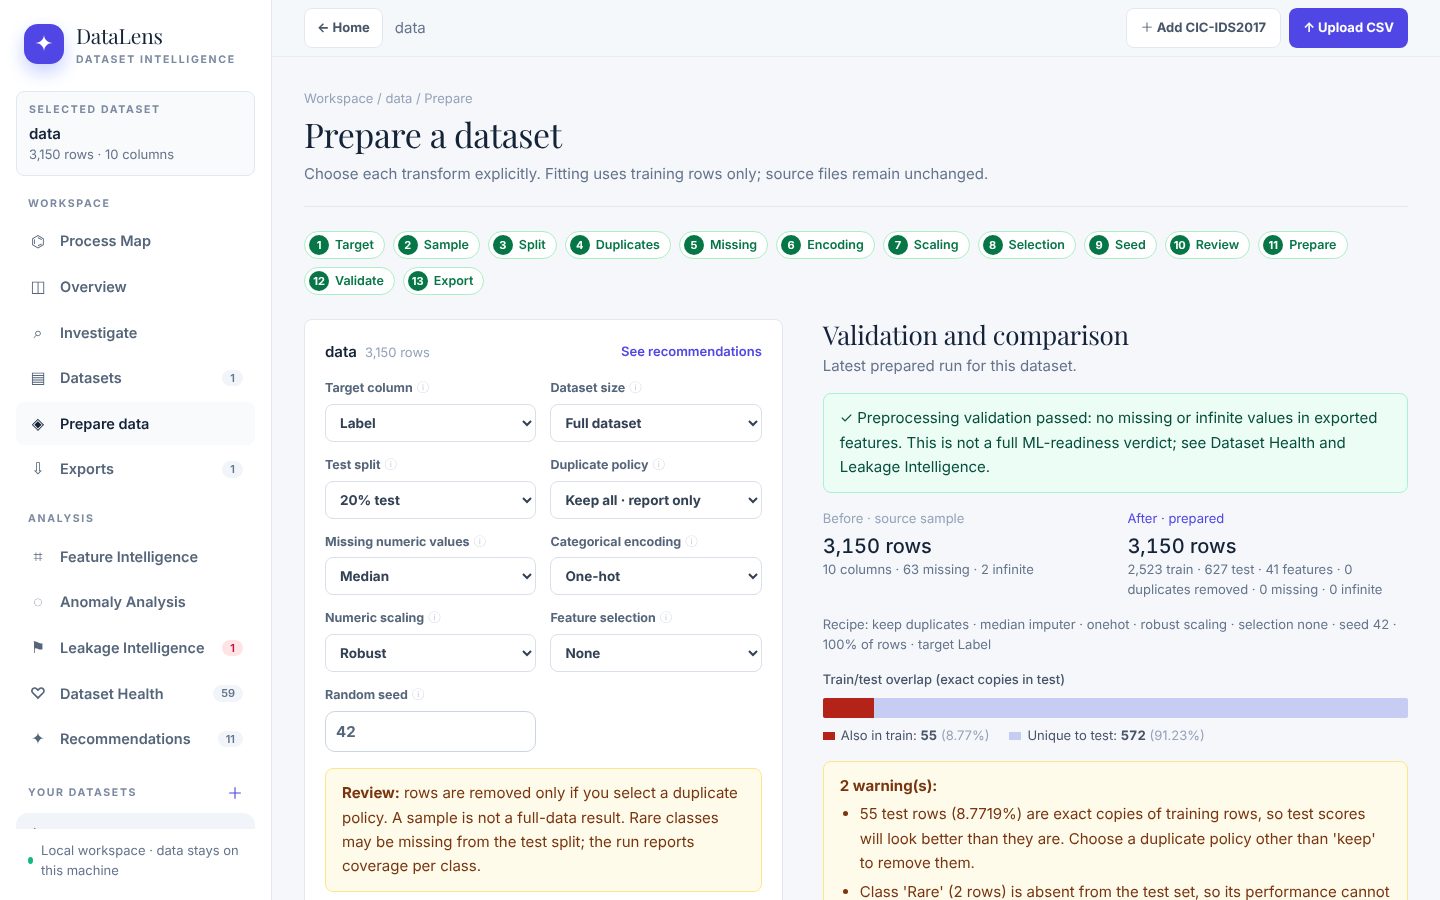 DataLens
DATASET INTELLIGENCE
SELECTED DATASET
data
3,150 rows · 10 columns
WORKSPACE
Process Map
Overview
Investigate
Datasets 1
Prepare data
Exports 1
ANALYSIS
Feature Intelligence
Anomaly Analysis
Leakage Intelligence 1
Dataset Health 59
Recommendations 11
YOUR DATASETS +
Local workspace · data stays on
this machine
← Home data + Add CIC-IDS2017 ↑ Upload CSV
Workspace / data / Prepare
Prepare a dataset
Choose each transform explicitly. Fitting uses training rows only; source files remain unchanged.
1 Target 2 Sample 3 Split 4 Duplicates 5 Missing 6 Encoding 7 Scaling 8 Selection 9 Seed 10 Review 11 Prepare
12 Validate 13 Export
data 3,150 rows See recommendations
Target column ⓘ Dataset size ⓘ
Label Full dataset
Test split ⓘ Duplicate policy ⓘ
20% test Keep all · report only
Missing numeric values ⓘ Categorical encoding ⓘ
Median One-hot
Numeric scaling ⓘ Feature selection ⓘ
Robust None
Random seed ⓘ
42
Review: rows are removed only if you select a duplicate
policy. A sample is not a full-data result. Rare classes
may be missing from the test split; the run reports
coverage per class.
Validation and comparison
Latest prepared run for this dataset.
✓ Preprocessing validation passed: no missing or infinite values in exported
features. This is not a full ML-readiness verdict; see Dataset Health and
Leakage Intelligence.
Before · source sample After · prepared
3,150 rows 3,150 rows
10 columns · 63 missing · 2 infinite 2,523 train · 627 test · 41 features · 0
duplicates removed · 0 missing · 0 infinite
Recipe: keep duplicates · median imputer · onehot · robust scaling · selection none · seed 42 ·
100% of rows · target Label
Train/test overlap (exact copies in test)
Also in train: 55 (8.77%) Unique to test: 572 (91.23%)
2 warning(s):
• 55 test rows (8.7719%) are exact copies of training rows, so test scores
will look better than they are. Choose a duplicate policy other than 'keep'
to remove them.
• Class 'Rare' (2 rows) is absent from the test set, so its performance cannot